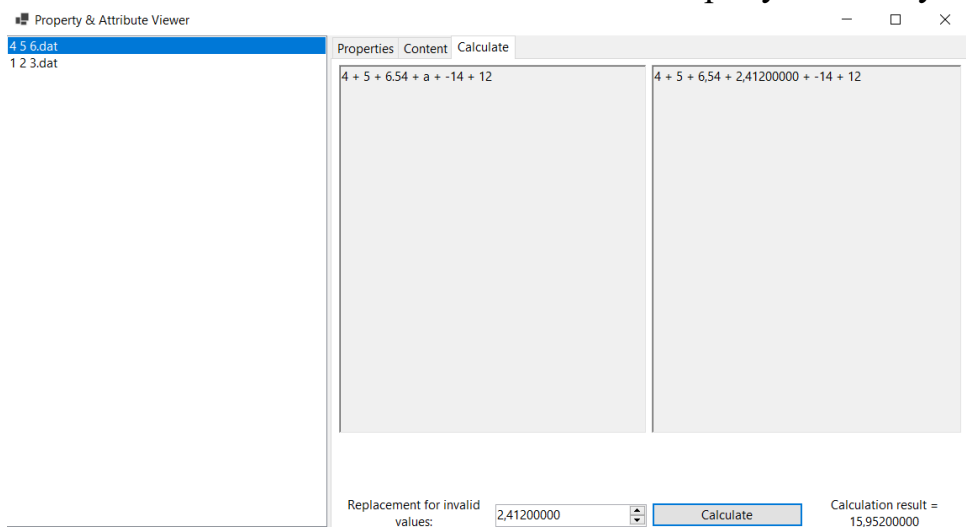 Property & Attribute Viewer
4 5 6.dat
1 2 3.dat
Properties Content Calculate
4 + 5 + 6.54 + a + -14 + 12
4 + 5 + 6,54 + 2,41200000 + -14 + 12
Replacement for invalid
values:
2,41200000
Calculate
Calculation result =
15,95200000